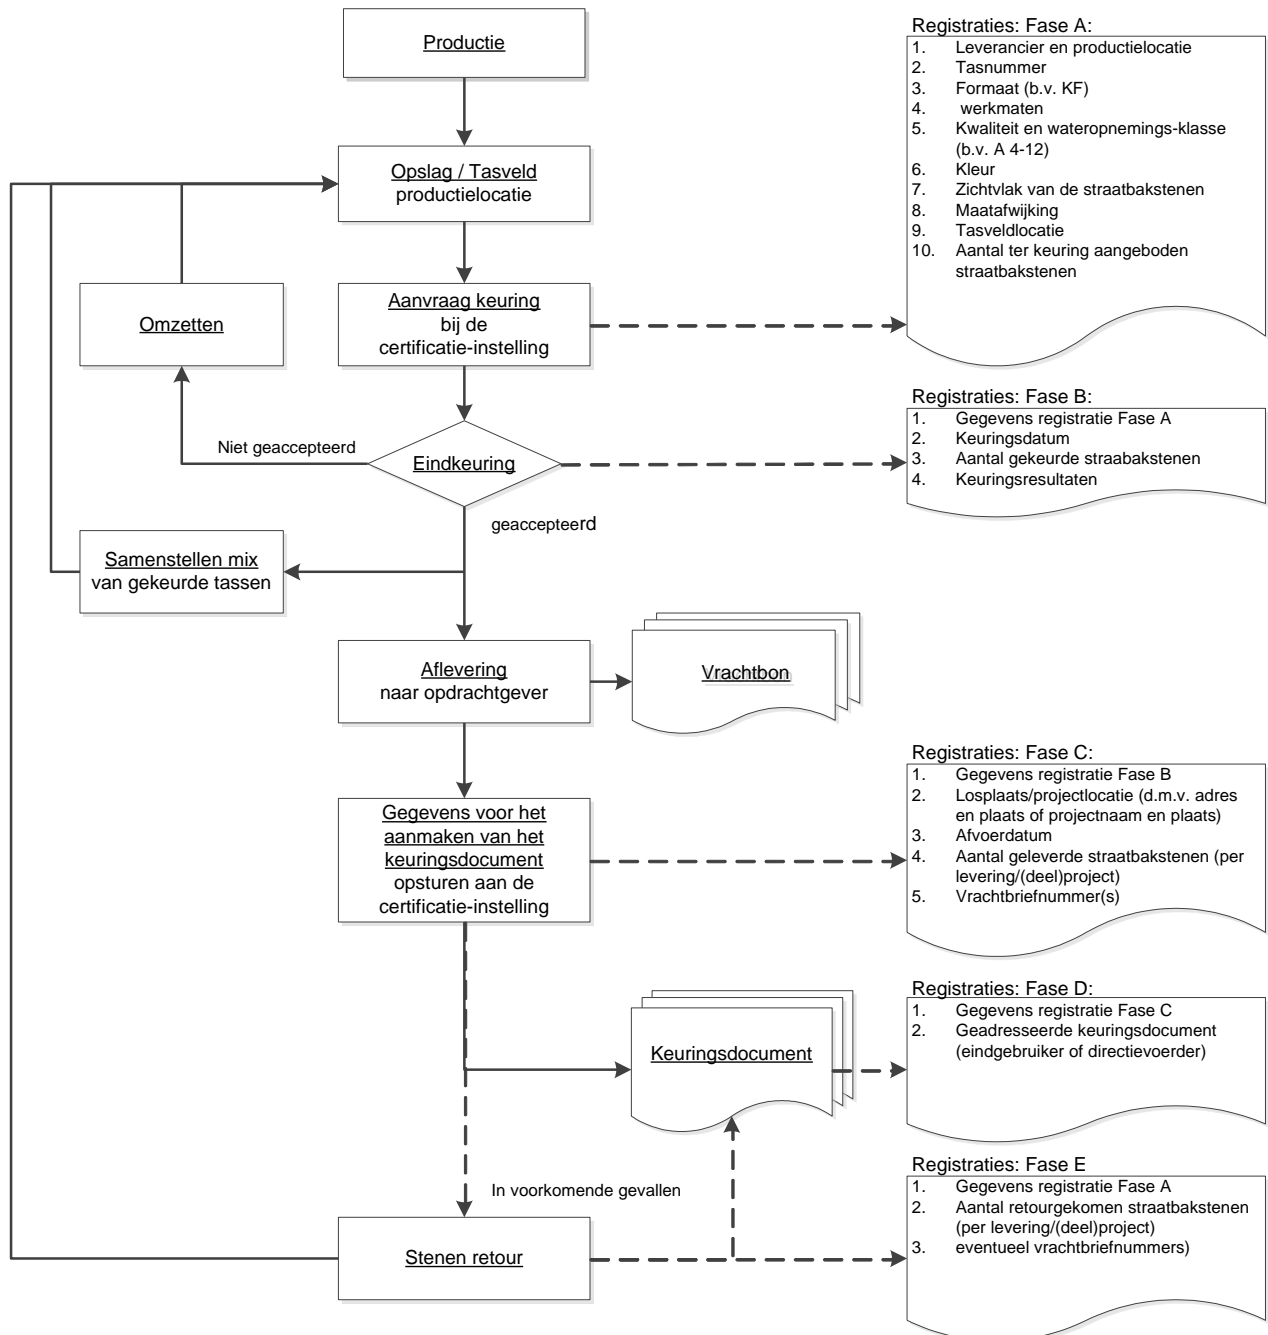 Productie
Opslag / Tasveld
productielocatie
Aanvraag keuring
bij de
certificatie-instelling
Omzetten
Niet geaccepteerd
Eindkeuring
geaccepteerd
Samenstellen mix
van gekeurde tassen
Aflevering
naar opdrachtgever
Vrachtbon
Gegevens voor het
aanmaken van het
keuringsdocument
opsturen aan de
certificatie-instelling
Keuringsdocument
In voorkomende gevallen
Stenen retour
Registraties: Fase A:
1. Leverancier en productielocatie
2. Tasnummer
3. Formaat (b.v. KF)
4. werkmaten
5. Kwaliteit en wateropnemings-klasse
(b.v. A 4-12)
6. Kleur
7. Zichtvlak van de straatbakstenen
8. Maatafwijking
9. Tasveldlocatie
10. Aantal ter keuring aangeboden
straatbakstenen
Registraties: Fase B:
1. Gegevens registratie Fase A
2. Keuringsdatum
3. Aantal gekeurde straabakstenen
4. Keuringsresultaten
Registraties: Fase C:
1. Gegevens registratie Fase B
2. Losplaats/projectlocatie (d.m.v. adres
en plaats of projectnaam en plaats)
3. Afvoerdatum
4. Aantal geleverde straatbakstenen (per
levering/(deel)project)
5. Vrachtbriefnummer(s)
Registraties: Fase D:
1. Gegevens registratie Fase C
2. Geadresseerde keuringsdocument
(eindgebruiker of directievoerder)
Registraties: Fase E
1. Gegevens registratie Fase A
2. Aantal retourgekomen straatbakstenen
(per levering/(deel)project)
3. eventueel vrachtbriefnummers)